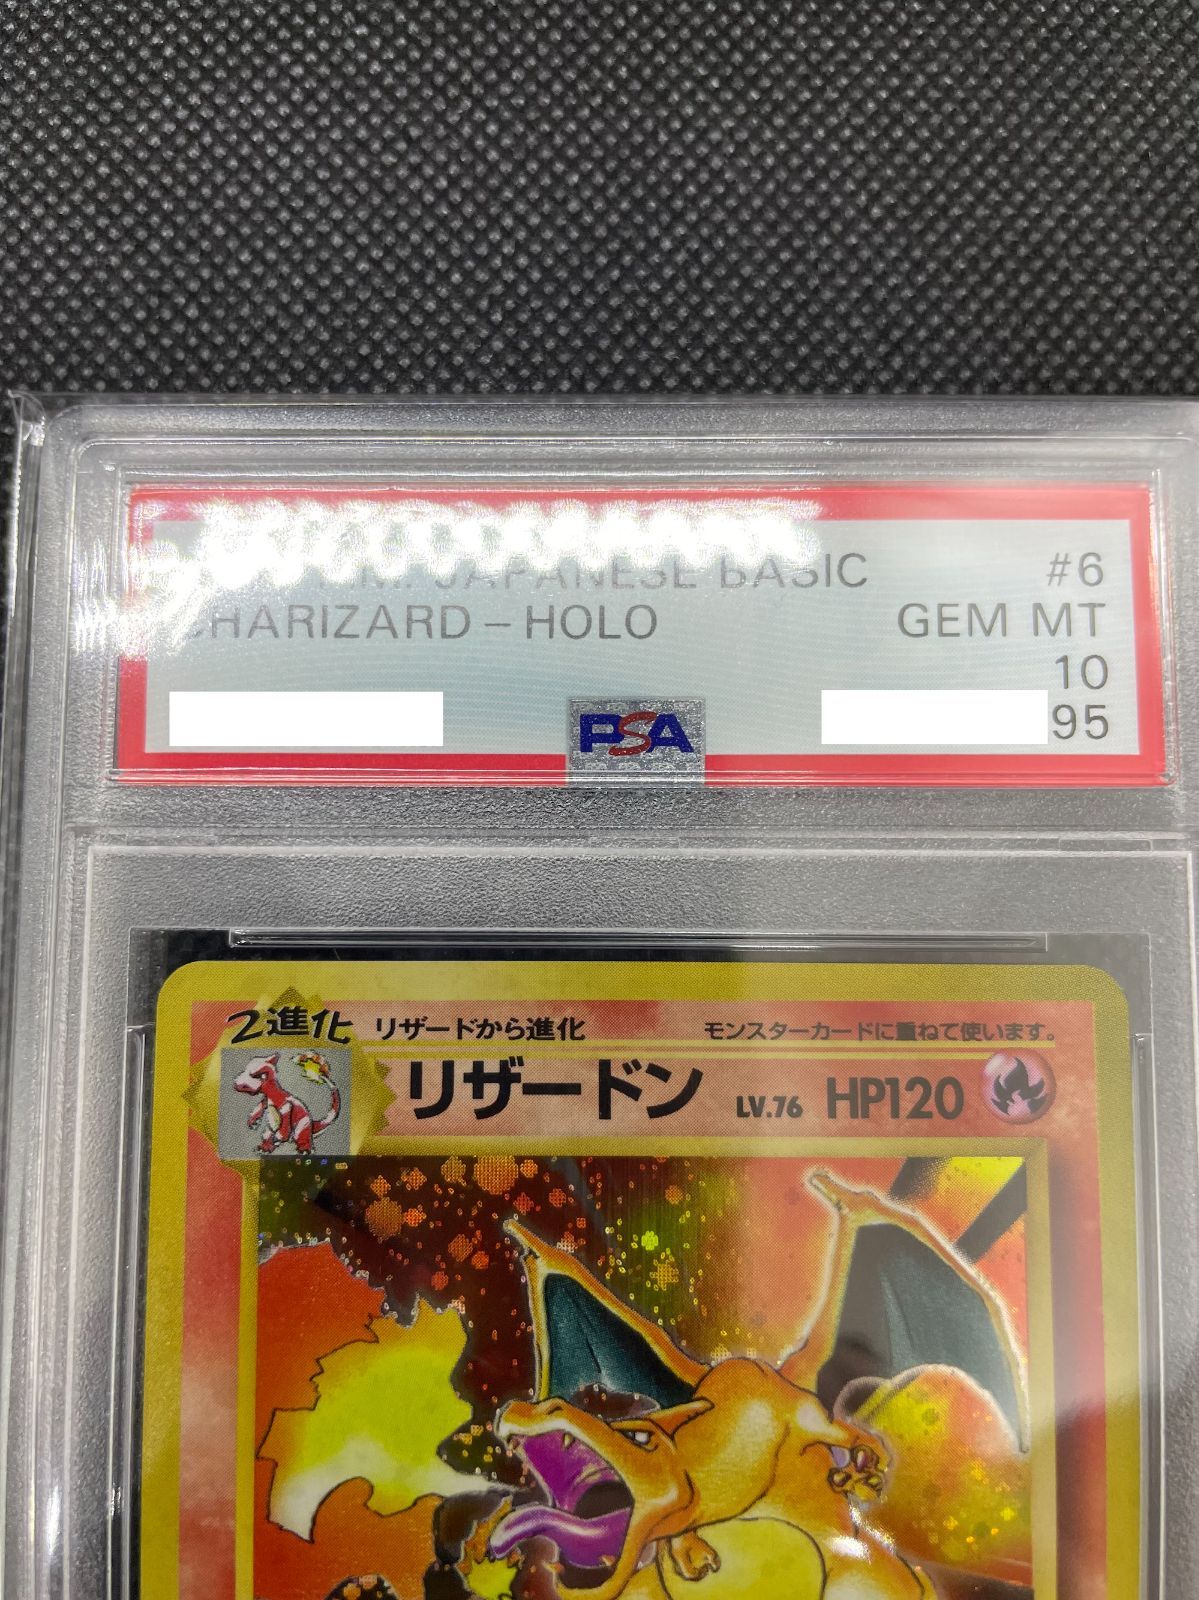 JAPANESE BASIC #6
CHARIZARD - HOLO GEM MT
10
PSA 95
2進化 リザードから進化 モンスターカードに重ねて使います。
リザードン LV.76 HP120